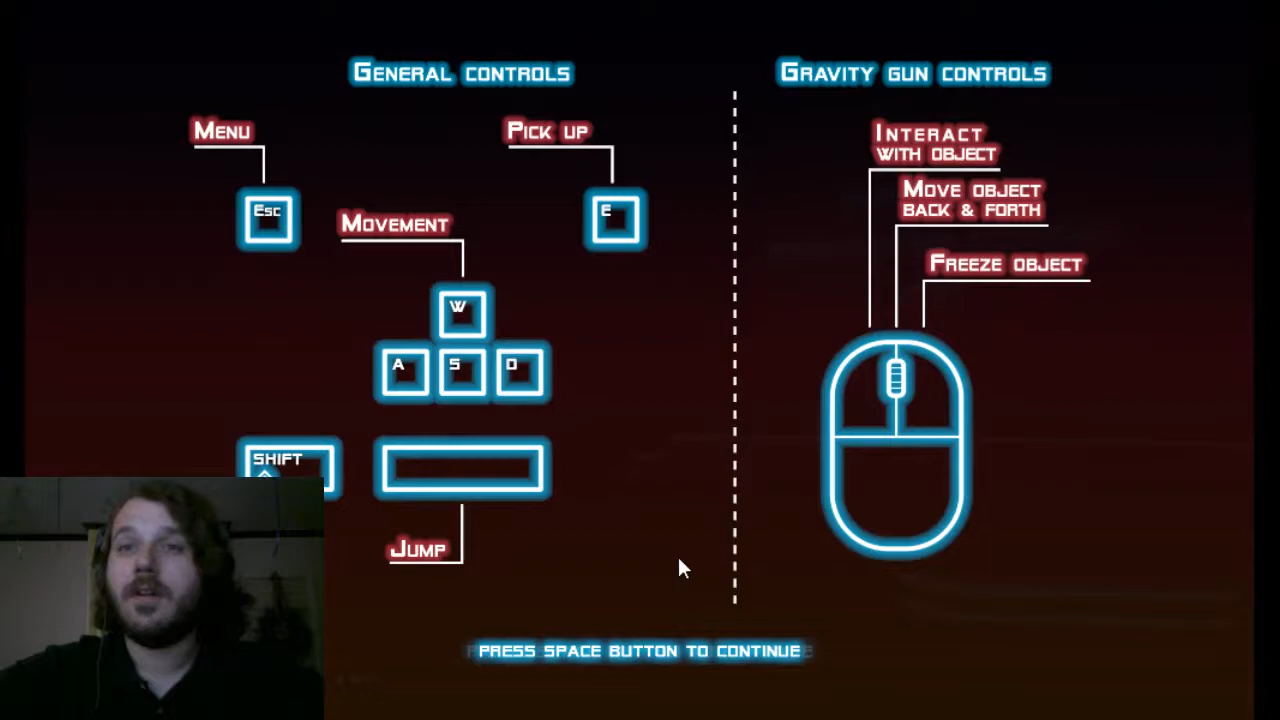 GENERAL CONTROLS
MENU
PICK UP
ESC
E
MOVEMENT
W
A S D
SHIFT
JUMP
GRAVITY GUN CONTROLS
INTERACT
WITH OBJECT
MOVE OBJECT
BACK & FORTH
FREEZE OBJECT
PRESS SPACE BUTTON TO CONTINUE